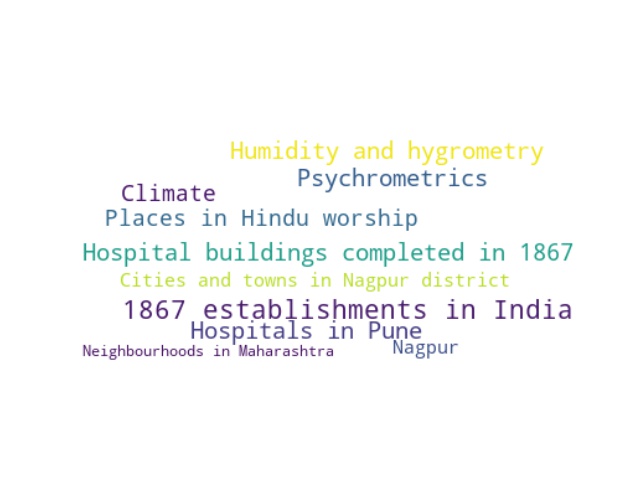 Humidity and hygrometry
Psychrometrics
Climate
Places in Hindu worship
Hospital buildings completed in 1867
Cities and towns in Nagpur district
1867 establishments in India
Hospitals in Pune
Nagpur
Neighbourhoods in Maharashtra